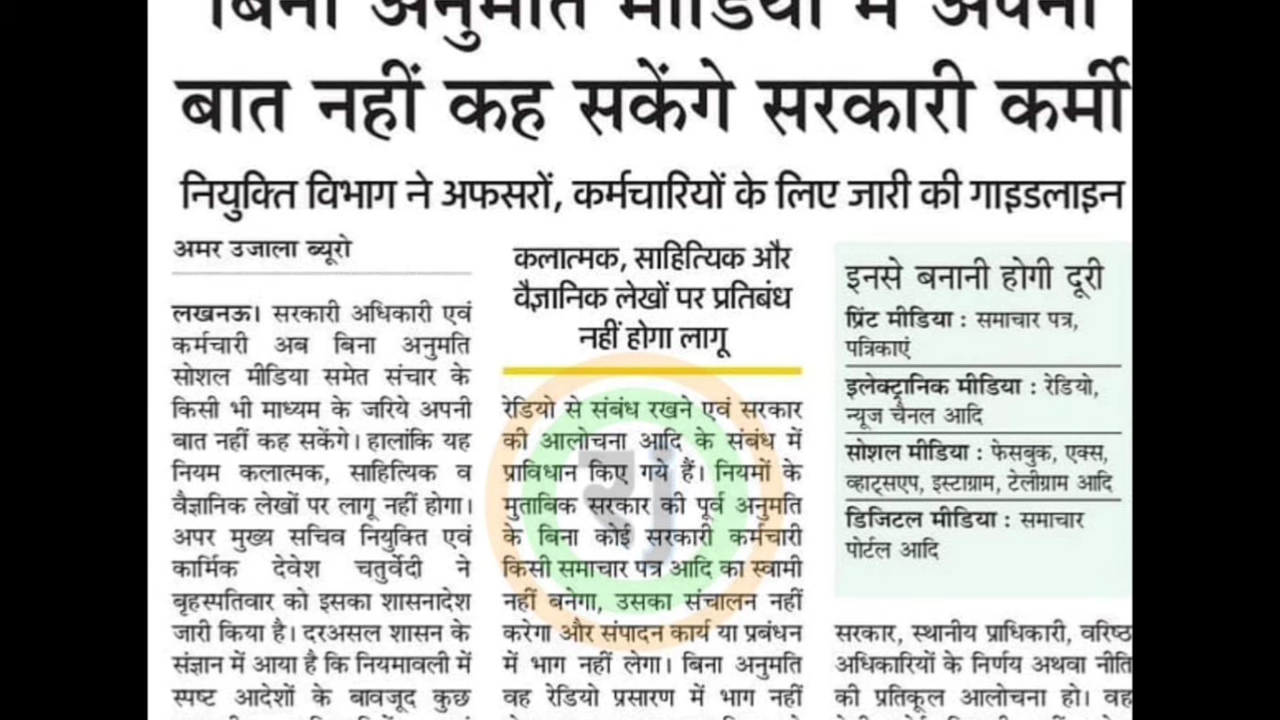 बिना अनुमति मीडिया में अपनी
बात नहीं कह सकेंगे सरकारी कर्मी
नियुक्ति विभाग ने अफसरों, कर्मचारियों के लिए जारी की गाइडलाइन
अमर उजाला ब्यूरो
लखनऊ। सरकारी अधिकारी एवं
कर्मचारी अब बिना अनुमति
सोशल मीडिया समेत संचार के
किसी भी माध्यम के जरिये अपनी
बात नहीं कह सकेंगे। हालांकि यह
नियम कलात्मक, साहित्यिक व
वैज्ञानिक लेखों पर लागू नहीं होगा।
अपर मुख्य सचिव नियुक्ति एवं
कार्मिक देवेश चतुर्वेदी ने
बृहस्पतिवार को इसका शासनादेश
जारी किया है। दरअसल शासन के
संज्ञान में आया है कि नियमावली में
स्पष्ट आदेशों के बावजूद कुछ
कलात्मक, साहित्यिक और
वैज्ञानिक लेखों पर प्रतिबंध
नहीं होगा लागू
रेडियो से संबंध रखने एवं सरकार
की आलोचना आदि के संबंध में
प्राविधान किए गये हैं। नियमों के
मुताबिक सरकार की पूर्व अनुमति
के बिना कोई सरकारी कर्मचारी
किसी समाचार पत्र आदि का स्वामी
नहीं बनेगा, उसका संचालन नहीं
करेगा और संपादन कार्य या प्रबंधन
में भाग नहीं लेगा। बिना अनुमति
वह रेडियो प्रसारण में भाग नहीं
इनसे बनानी होगी दूरी
प्रिंट मीडिया : समाचार पत्र,
पत्रिकाएं
इलेक्ट्रानिक मीडिया : रेडियो,
न्यूज चैनल आदि
सोशल मीडिया : फेसबुक, एक्स,
व्हाट्सएप, इस्टाग्राम, टेलीग्राम आदि
डिजिटल मीडिया : समाचार
पोर्टल आदि
सरकार, स्थानीय प्राधिकारी, वरिष्ठ
अधिकारियों के निर्णय अथवा नीति
की प्रतिकूल आलोचना हो। वह